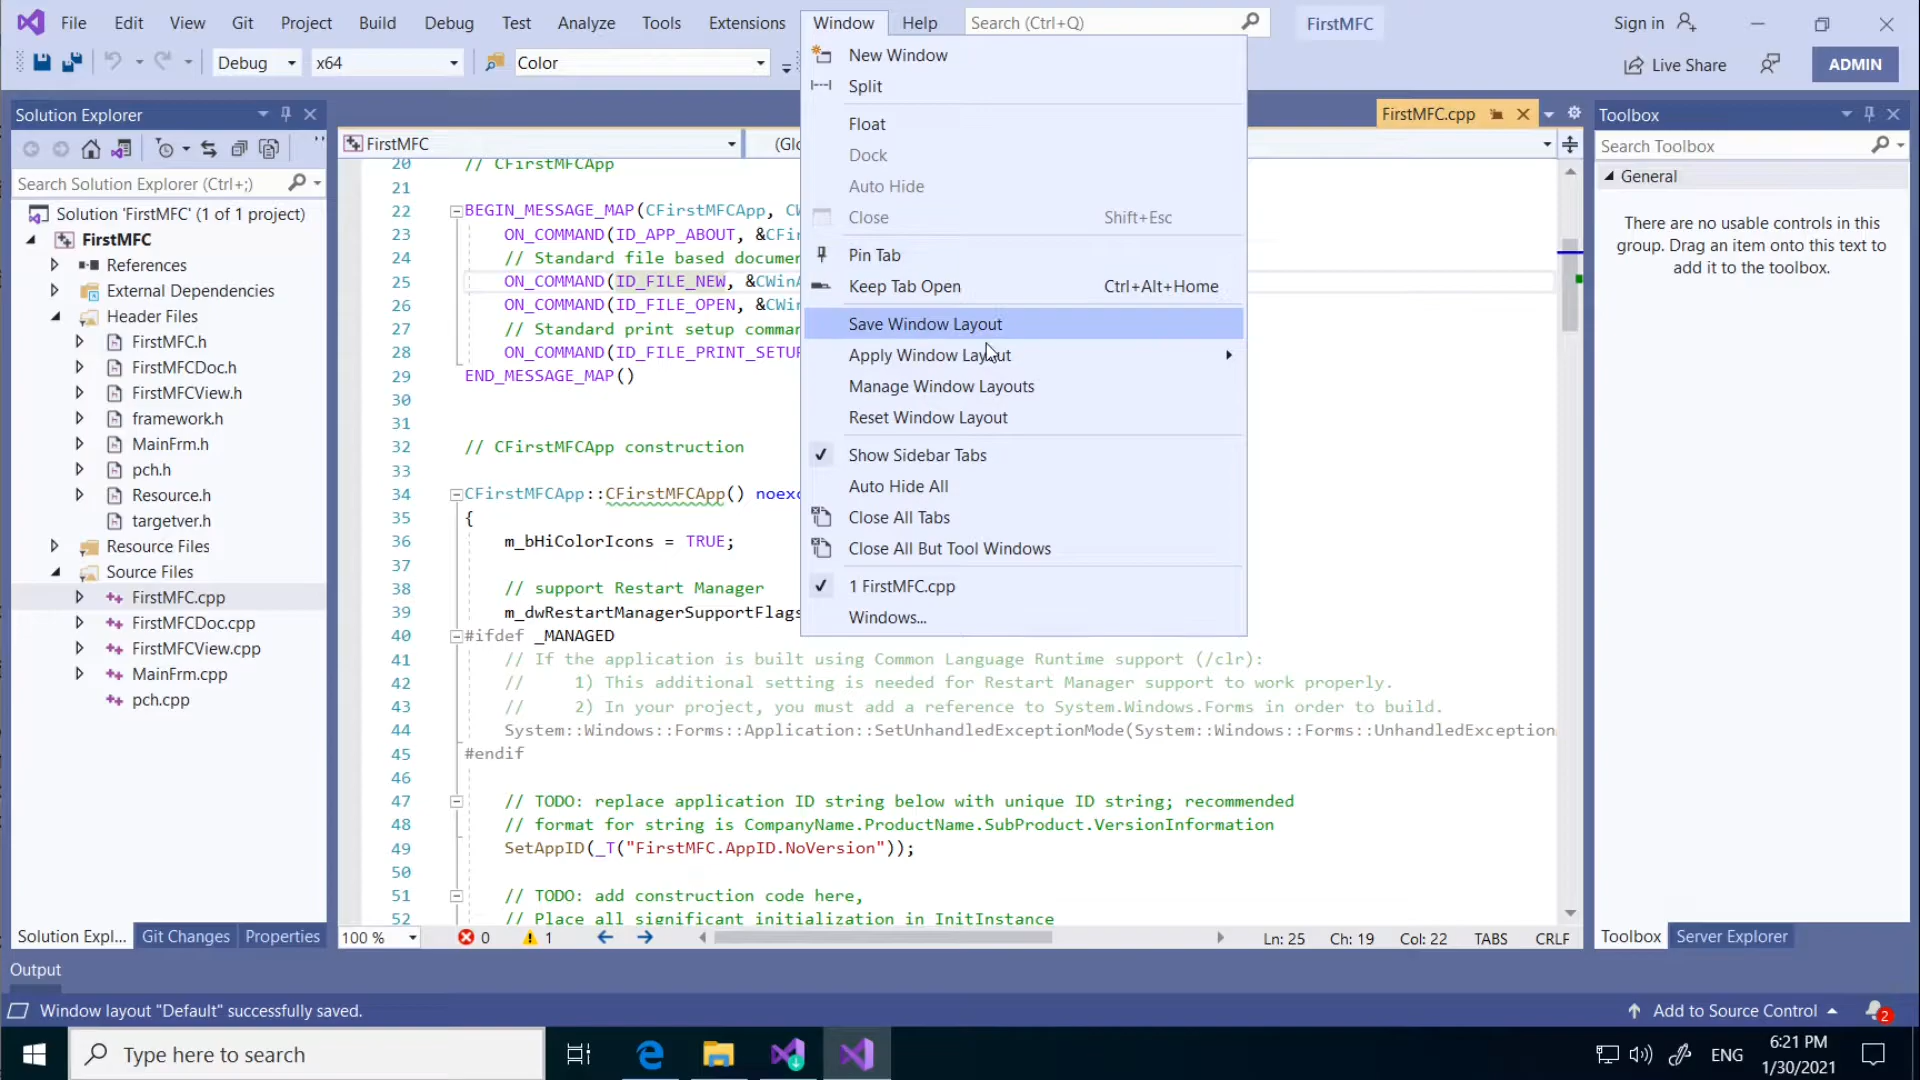 File Edit View Git Project Build Debug Test Analyze Tools Extensions Window Help Search (Ctrl+Q) FirstMFC Sign in
Debug x64 Color Live Share ADMIN
Solution Explorer
Search Solution Explorer (Ctrl+;)
Solution 'FirstMFC' (1 of 1 project)
FirstMFC
References
External Dependencies
Header Files
FirstMFC.h
FirstMFCDoc.h
FirstMFCView.h
framework.h
MainFrm.h
pch.h
Resource.h
targetver.h
Resource Files
Source Files
FirstMFC.cpp
FirstMFCDoc.cpp
FirstMFCView.cpp
MainFrm.cpp
pch.cpp
Solution Expl... Git Changes Properties
FirstMFC.cpp
FirstMFC (Glo
20 // CFirstMFCApp
21
22 BEGIN_MESSAGE_MAP(CFirstMFCApp, CW
23 ON_COMMAND(ID_APP_ABOUT, &CFir
24 // Standard file based documen
25 ON_COMMAND(ID_FILE_NEW, &CWinA
26 ON_COMMAND(ID_FILE_OPEN, &CWin
27 // Standard print setup comman
28 ON_COMMAND(ID_FILE_PRINT_SETUP
29 END_MESSAGE_MAP()
30
31
32 // CFirstMFCApp construction
33
34 CFirstMFCApp::CFirstMFCApp() noexc
35 {
36 m_bHiColorIcons = TRUE;
37
38 // support Restart Manager
39 m_dwRestartManagerSupportFlags
40 #ifdef _MANAGED
41 // If the application is built using Common Language Runtime support (/clr):
42 // 1) This additional setting is needed for Restart Manager support to work properly.
43 // 2) In your project, you must add a reference to System.Windows.Forms in order to build.
44 System::Windows::Forms::Application::SetUnhandledExceptionMode(System::Windows::Forms::UnhandledException
45 #endif
46
47 // TODO: replace application ID string below with unique ID string; recommended
48 // format for string is CompanyName.ProductName.SubProduct.VersionInformation
49 SetAppID(_T("FirstMFC.AppID.NoVersion"));
50
51 // TODO: add construction code here,
52 // Place all significant initialization in InitInstance
100 % 0 1 Ln: 25 Ch: 19 Col: 22 TABS CRLF
New Window
Split
Float
Dock
Auto Hide
Close Shift+Esc
Pin Tab
Keep Tab Open Ctrl+Alt+Home
Save Window Layout
Apply Window Layout
Manage Window Layouts
Reset Window Layout
Show Sidebar Tabs
Auto Hide All
Close All Tabs
Close All But Tool Windows
1 FirstMFC.cpp
Windows...
Toolbox
Search Toolbox
General
There are no usable controls in this
group. Drag an item onto this text to
add it to the toolbox.
Toolbox Server Explorer
Output
Window layout "Default" successfully saved. Add to Source Control 2
Type here to search ENG 6:21 PM
1/30/2021